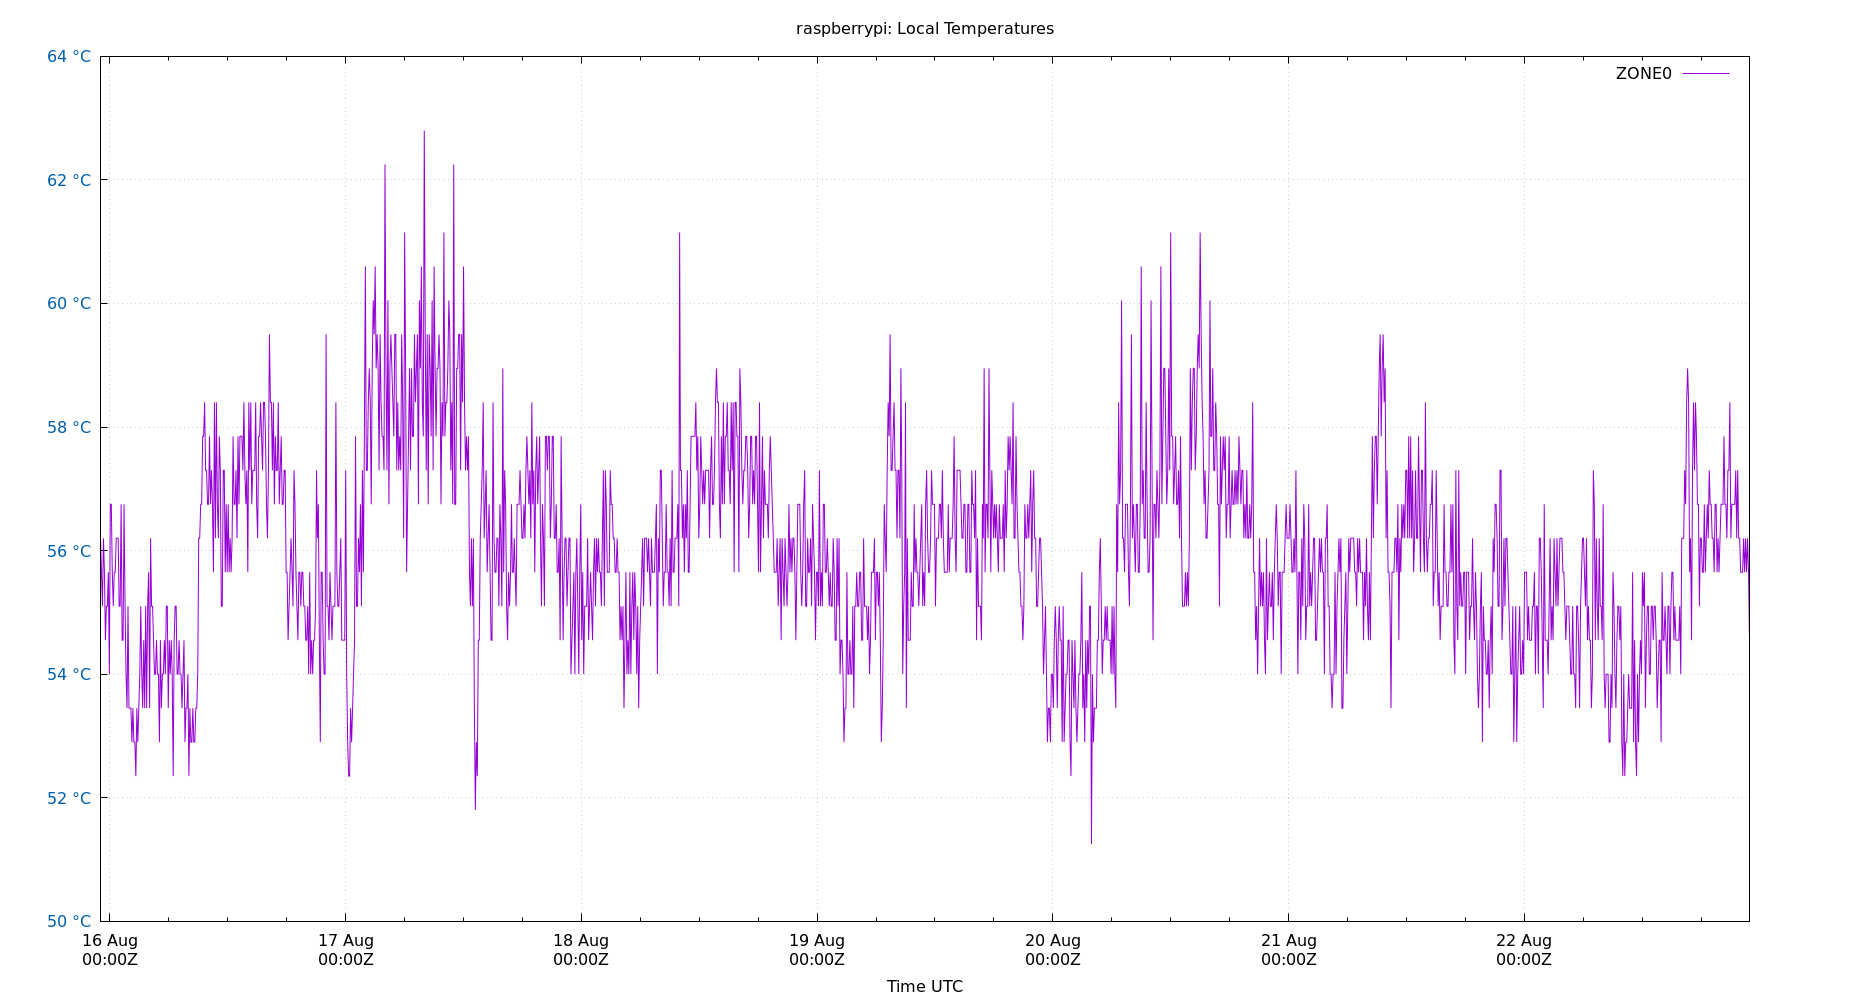 raspberrypi: Local Temperatures
64 °C
ZONE0
62 °C
60 °C
58 °C
56 °C
54 °C
52 °C
50 °C
16 Aug 17 Aug 18 Aug 19 Aug 20 Aug 21 Aug 22 Aug
00:00Z 00:00Z 00:00Z 00:00Z 00:00Z 00:00Z 00:00Z
Time UTC